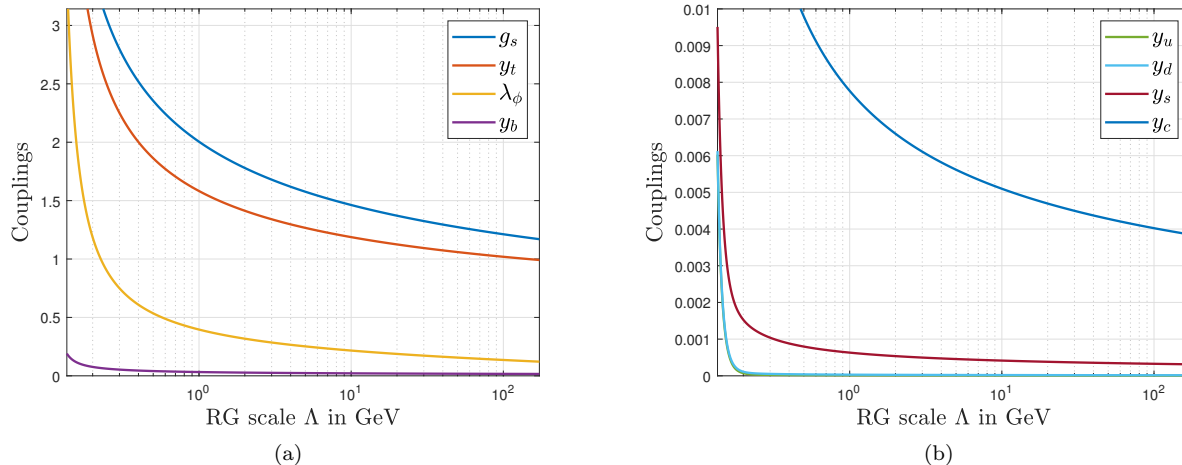 3
2.5
2
1.5
1
0.5
0
Couplings
g_s
y_t
λ_ϕ
y_b
10^0
10^1
10^2
RG scale Λ in GeV
(a)
0.01
0.009
0.008
0.007
0.006
0.005
0.004
0.003
0.002
0.001
0
Couplings
y_u
y_d
y_s
y_c
10^0
10^1
10^2
RG scale Λ in GeV
(b)